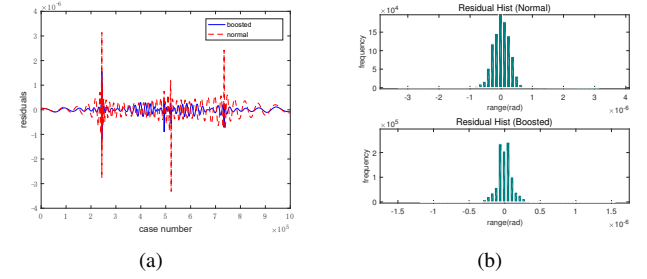 ×10⁻⁶
4
3
2
1
0
−1
−2
−3
−4
residuals
boosted
normal
0 1 2 3 4 5 6 7 8 9 10
×10⁵
case number
(a)
Residual Hist (Normal)
×10⁴
15
10
5
0
frequency
-3 -2 -1 0 1 2 3 4
×10⁻⁶
range(rad)
Residual Hist (Boosted)
×10⁵
2
1
0
frequency
-1.5 -1 -0.5 0 0.5 1 1.5
×10⁻⁶
range(rad)
(b)